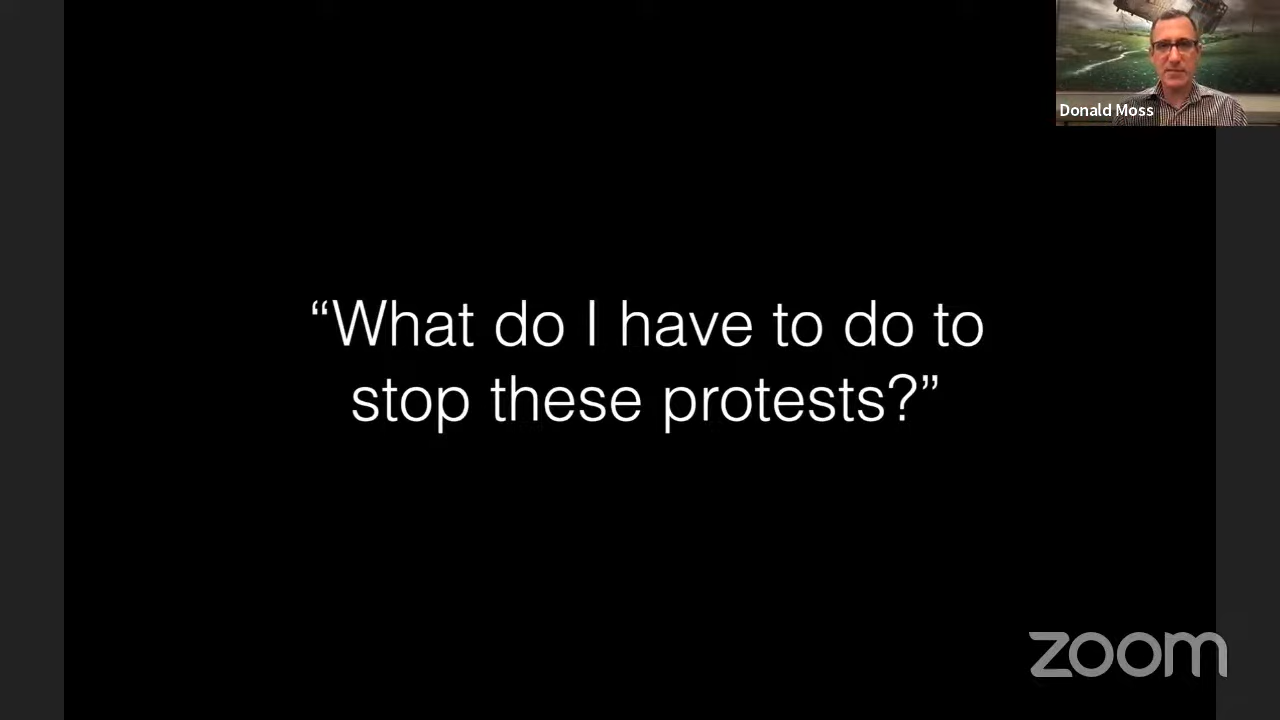 Donald Moss
“What do I have to do to
stop these protests?”
zoom